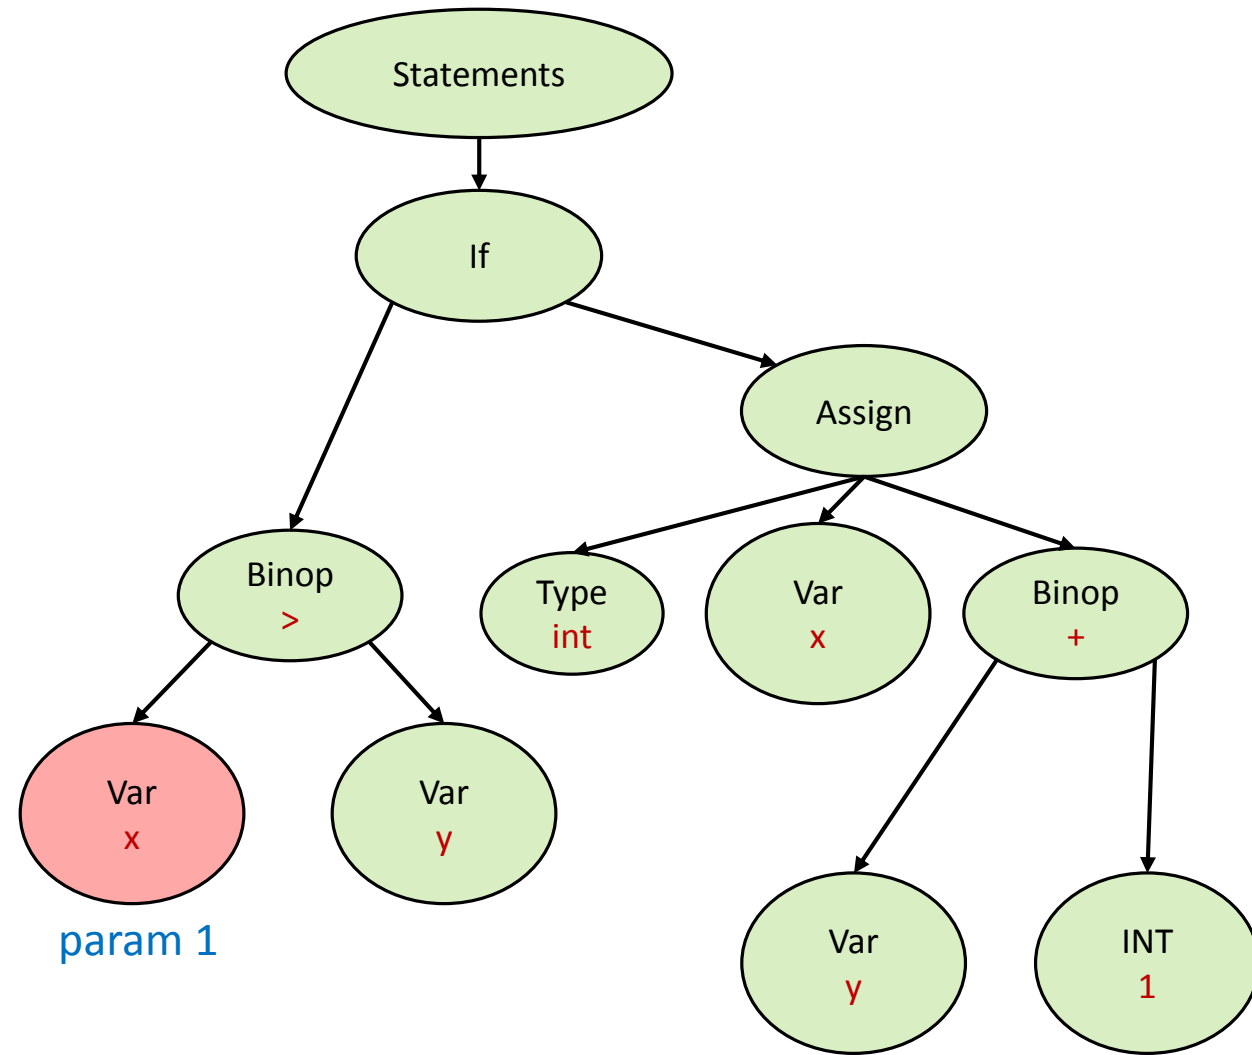 Statements
If
Assign
Binop
>
Type
int
Var
x
Binop
+
Var
x
Var
y
param 1
Var
y
INT
1